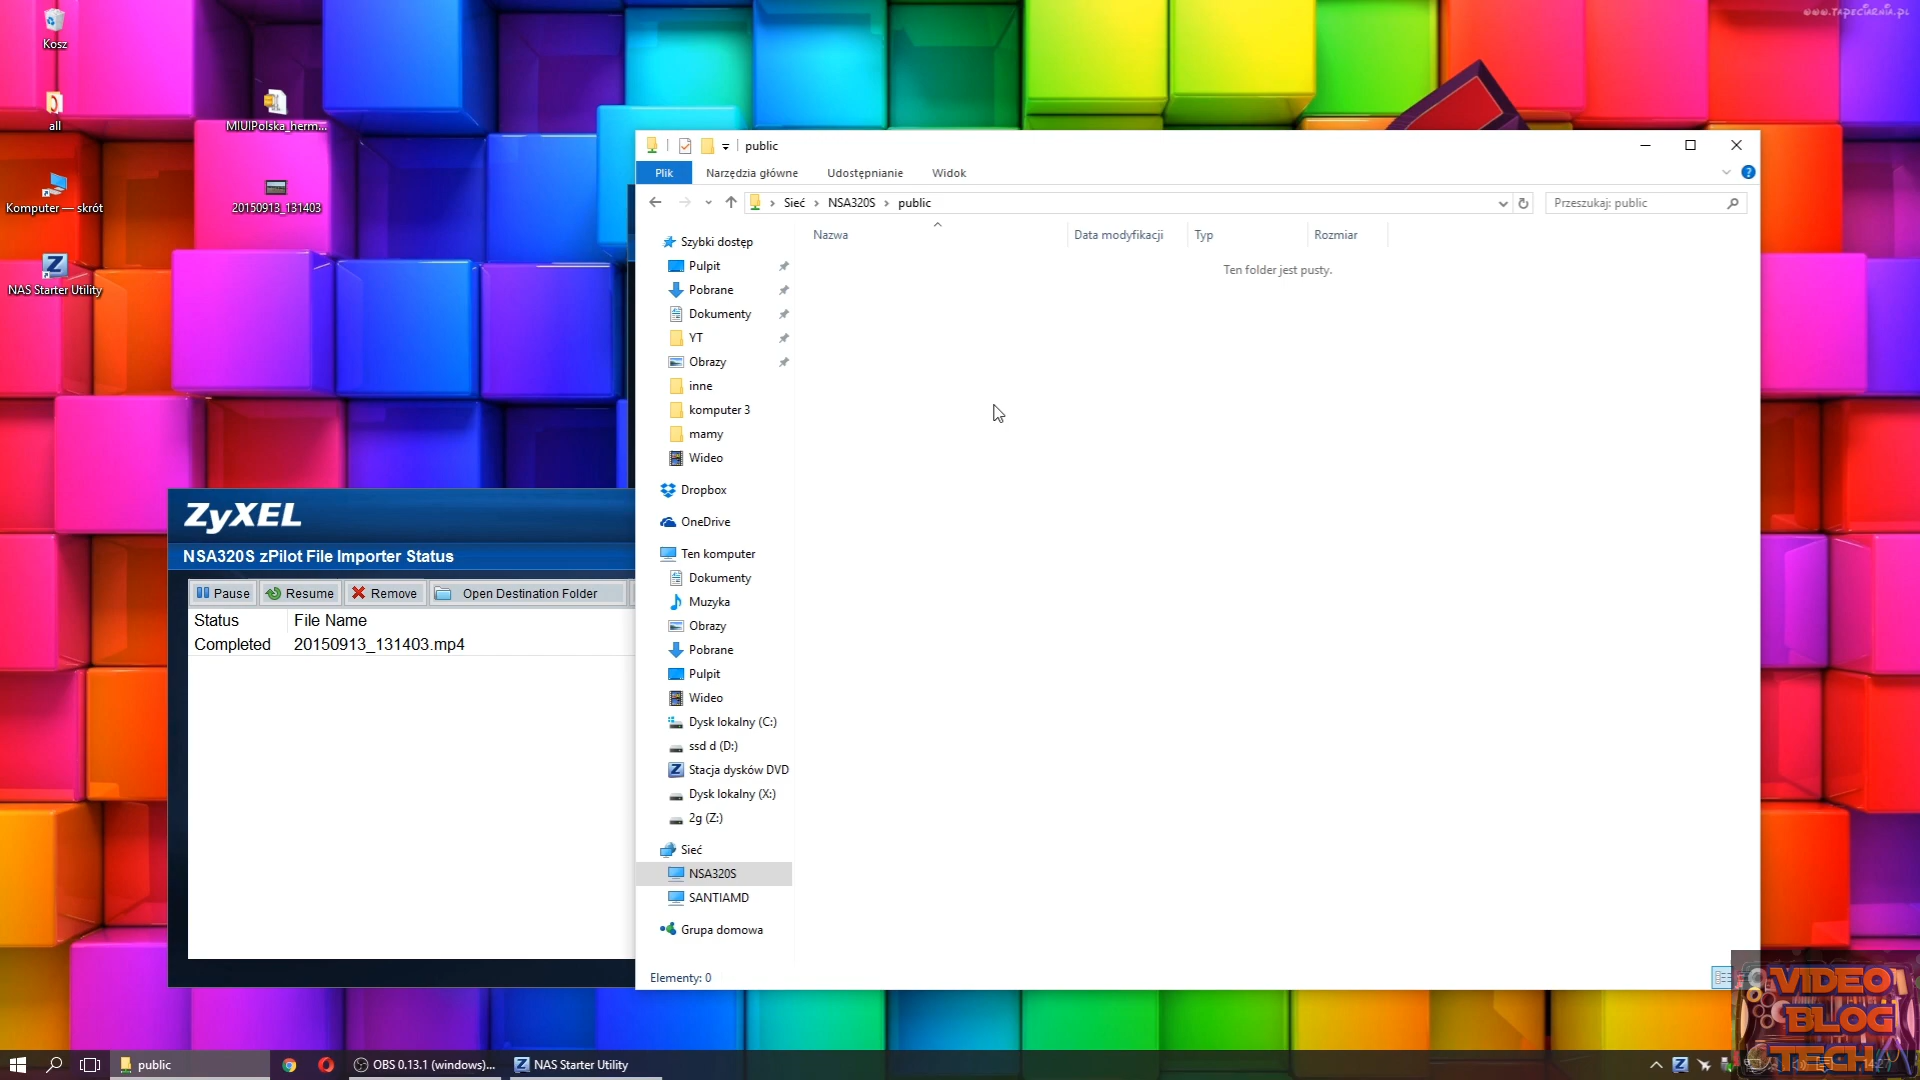 www.TAPECIARNIA.pl
Kosz
all
MIUIPolska_herm...
Komputer — skrót
20150913_131403
NAS Starter Utility
public
Plik
Narzędzia główne
Udostępnianie
Widok
Sieć
NSA320S
public
Przeszukaj: public
Nazwa
Data modyfikacji
Typ
Rozmiar
Ten folder jest pusty.
Szybki dostęp
Pulpit
Pobrane
Dokumenty
YT
Obrazy
inne
komputer 3
mamy
Wideo
Dropbox
OneDrive
Ten komputer
Dokumenty
Muzyka
Obrazy
Pobrane
Pulpit
Wideo
Dysk lokalny (C:)
ssd d (D:)
Stacja dysków DVD
Dysk lokalny (X:)
2g (Z:)
Sieć
NSA320S
SANTIAMD
Grupa domowa
Elementy: 0
ZyXEL
NSA320S zPilot File Importer Status
Pause
Resume
Remove
Open Destination Folder
Status
File Name
Completed
20150913_131403.mp4
VIDEO
BLOG
TECH
public
OBS 0.13.1 (windows)...
NAS Starter Utility